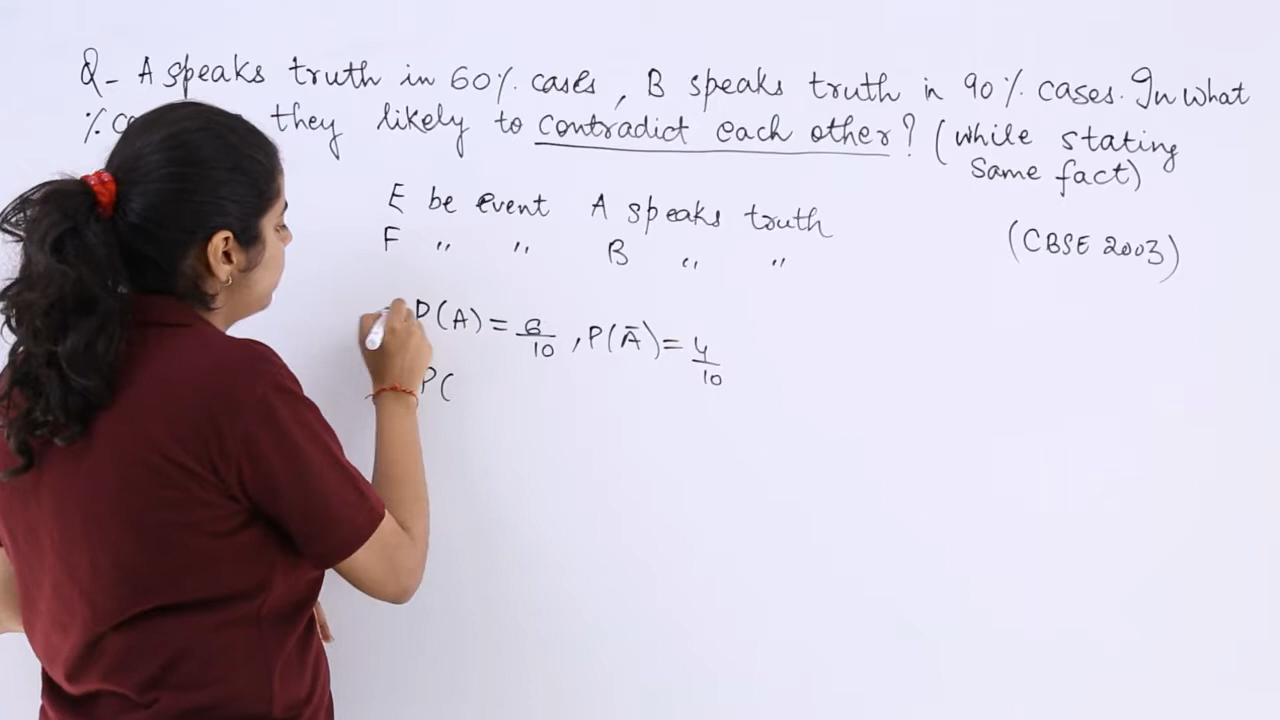 Q- A speaks truth in 60% cases, B speaks truth in 90% cases. In what
% they likely to contradict each other? (while stating
same fact)
E be event A speaks truth
F " " B " "
(CBSE 2003)
P(A) = 6/10, P(Ā) = 4/10
P(